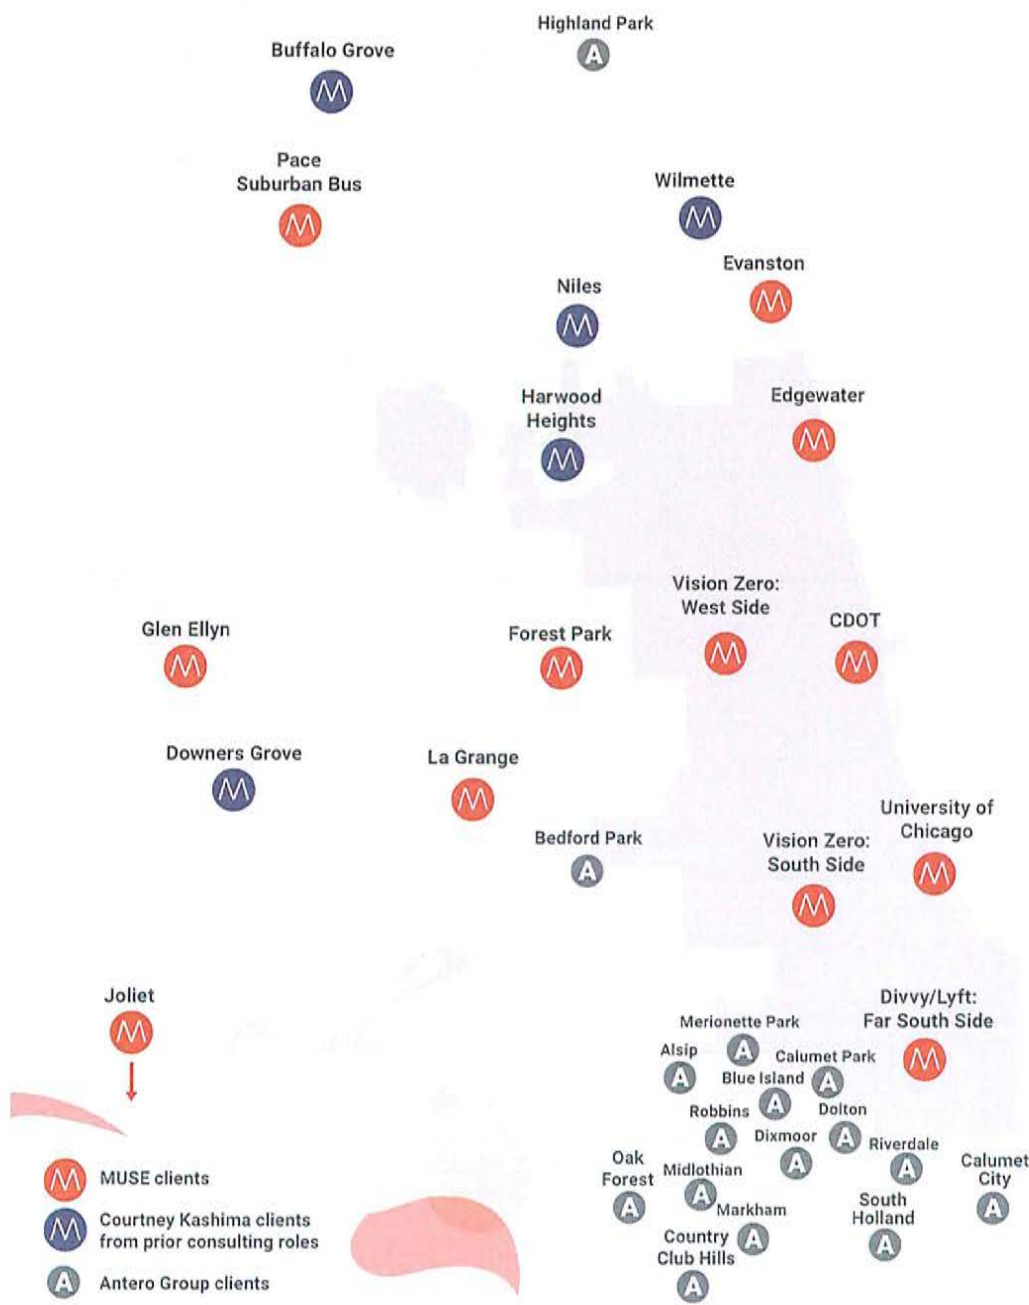 Highland Park
A
Buffalo Grove
M
Pace
Suburban Bus
M
Wilmette
M
Evanston
M
Niles
M
Harwood
Heights
M
Edgewater
M
Vision Zero:
West Side
M
CDOT
M
Glen Ellyn
M
Forest Park
M
Downers Grove
M
La Grange
M
Bedford Park
A
University of
Chicago
M
Vision Zero:
South Side
M
Joliet
M
Divvy/Lyft:
Far South Side
M
Merionette Park
A
Alsip
A
Calumet Park
A
Blue Island
A
Robbins
A
Dolton
A
Dixmoor
A
Riverdale
A
Calumet
City
A
Oak
Forest
A
Midlothian
A
Markham
A
South
Holland
A
Country
Club Hills
A
M
MUSE clients
M
Courtney Kashima clients
from prior consulting roles
A
Antero Group clients